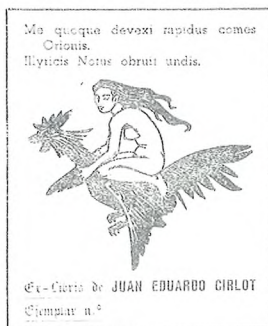 Me quoque devexi rapidus comes
Orionis.
Illyricis Notus obruit undis.
Ex-Libris de JUAN EDUARDO CIRLOT
Ejemplar n.º